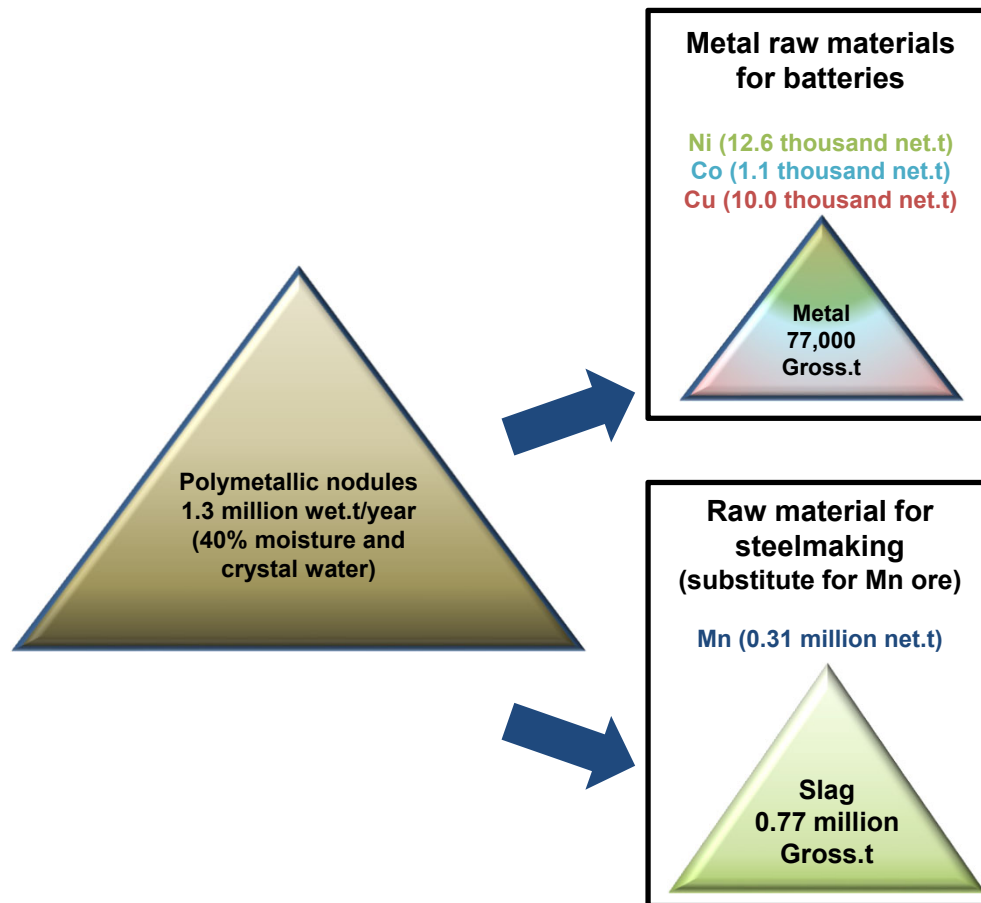 Metal raw materials
for batteries
Ni (12.6 thousand net.t)
Co (1.1 thousand net.t)
Cu (10.0 thousand net.t)
Metal
77,000
Gross.t
Polymetallic nodules
1.3 million wet.t/year
(40% moisture and
crystal water)
Raw material for
steelmaking
(substitute for Mn ore)
Mn (0.31 million net.t)
Slag
0.77 million
Gross.t